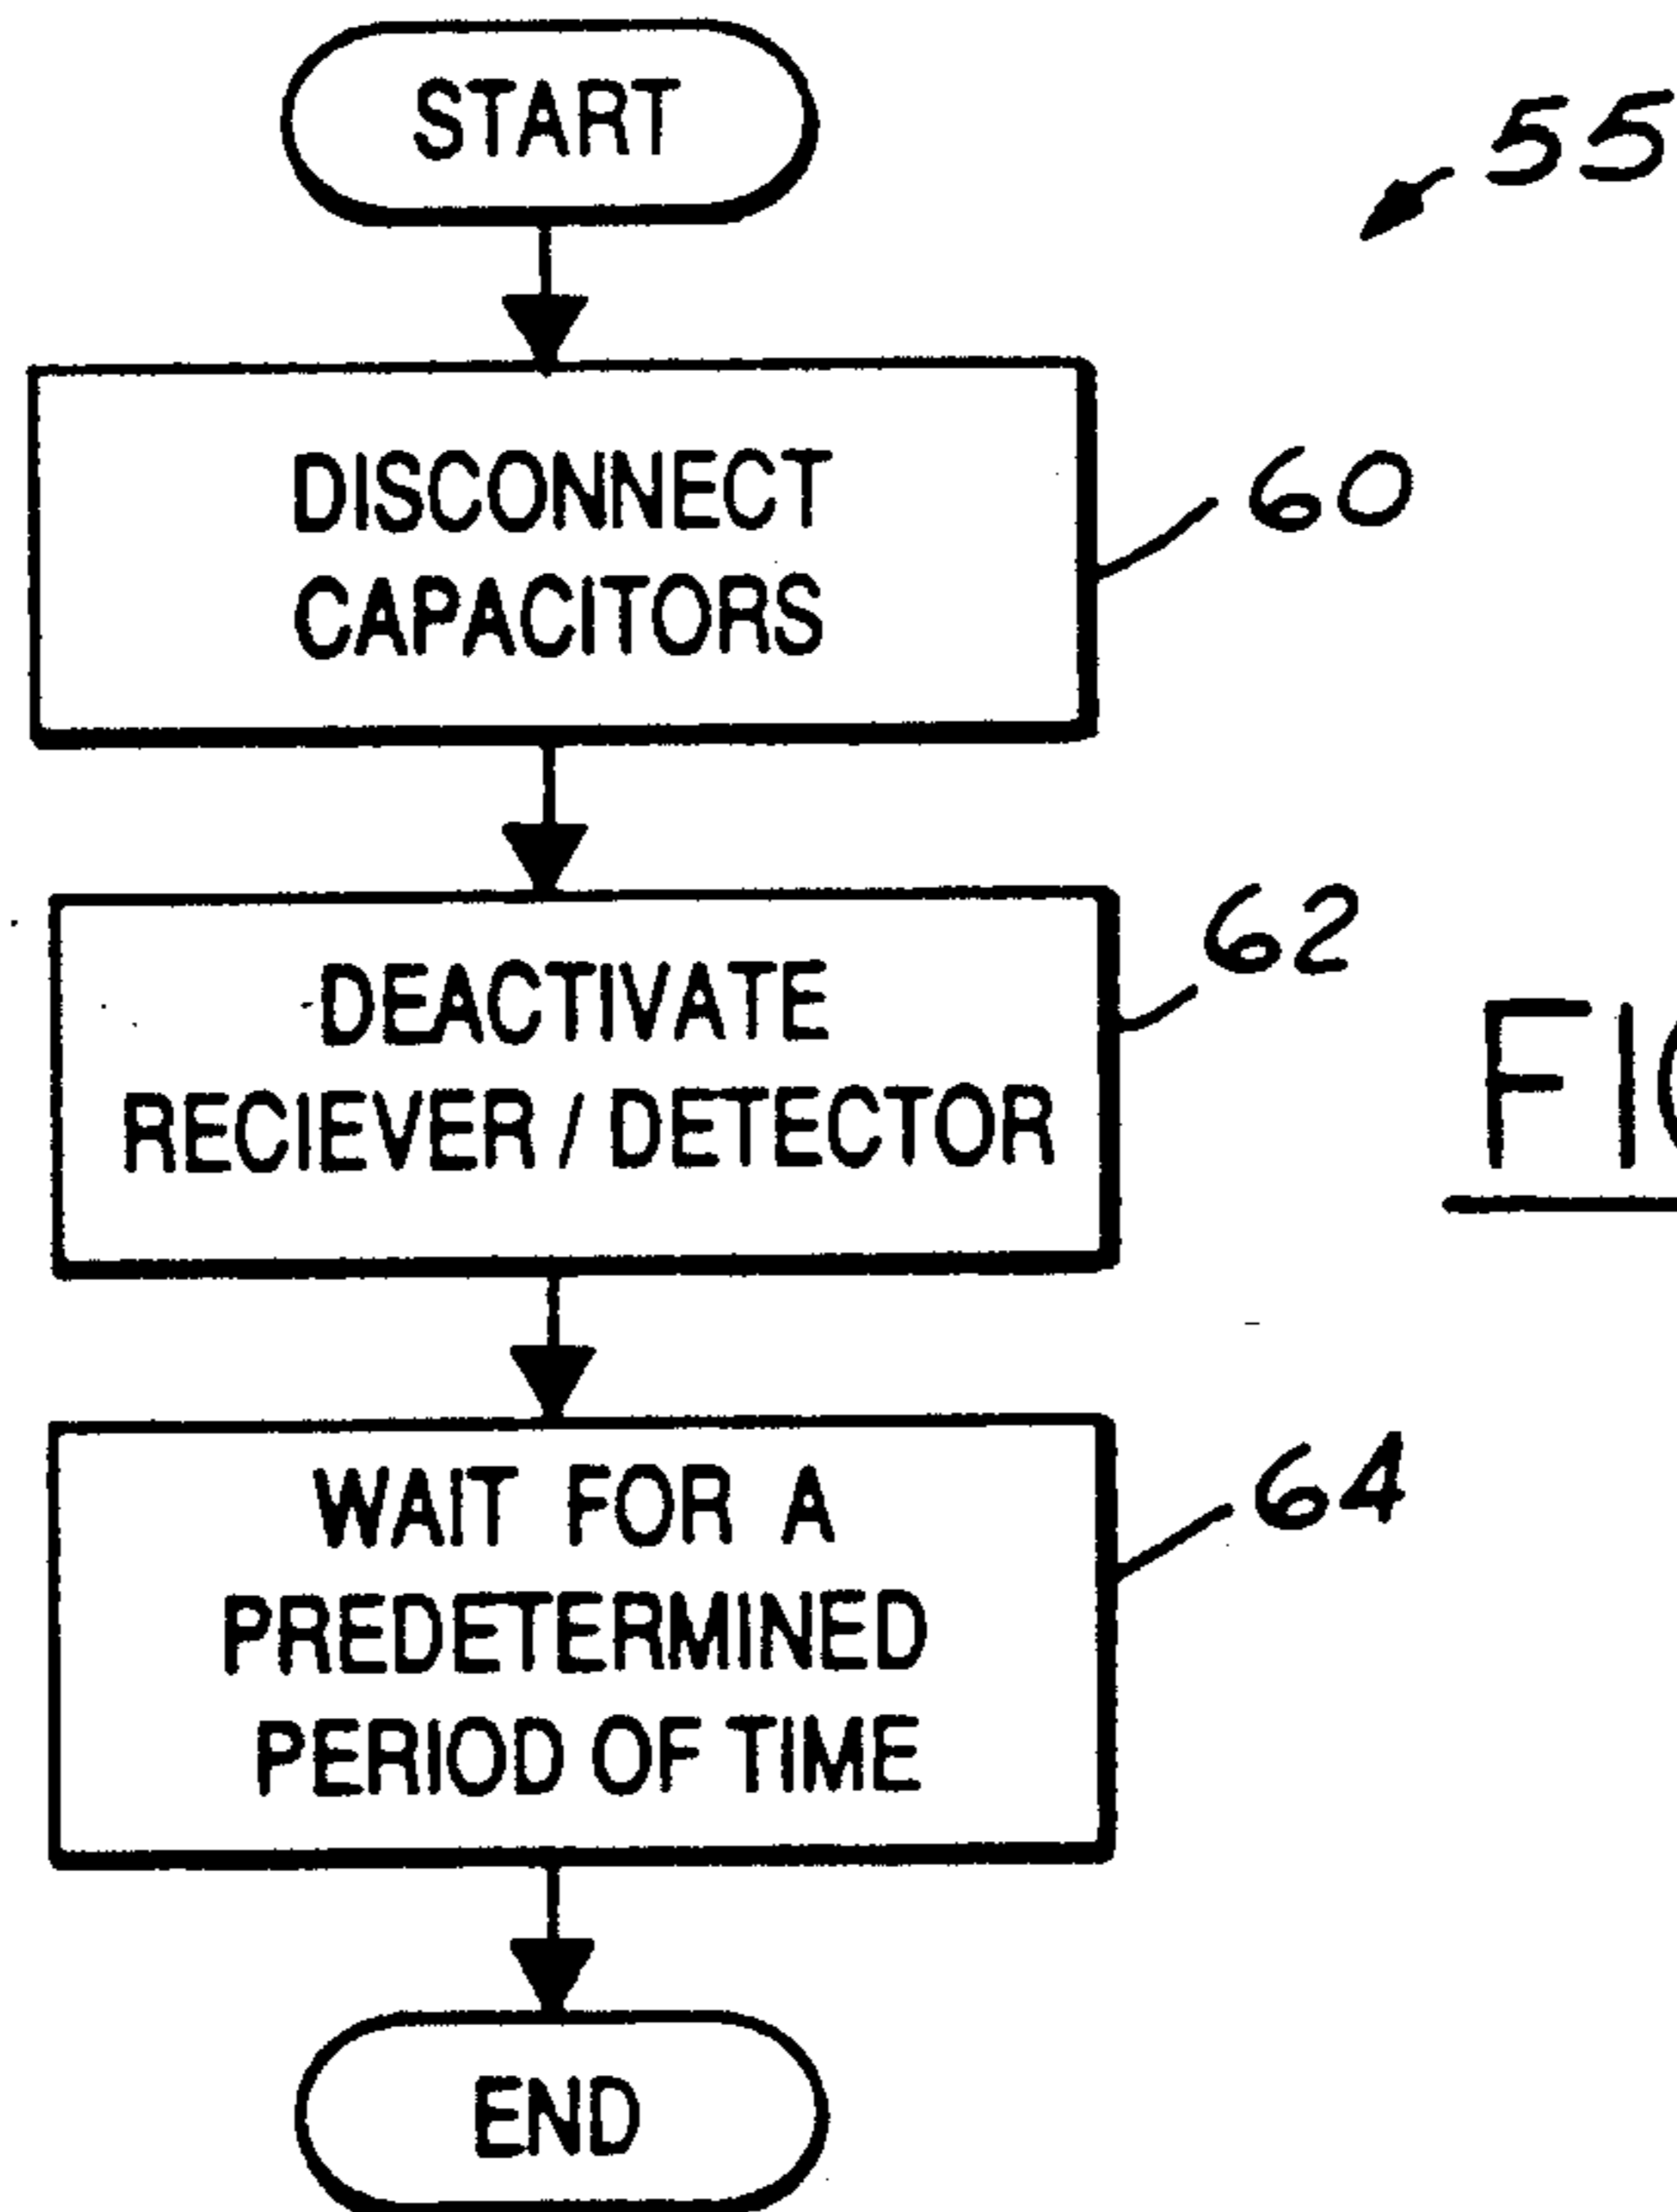 START
55
DISCONNECT
CAPACITORS
60
DEACTIVATE
RECIEVER / DETECTOR
62
WAIT FOR A
PREDETERMINED
PERIOD OF TIME
64
END